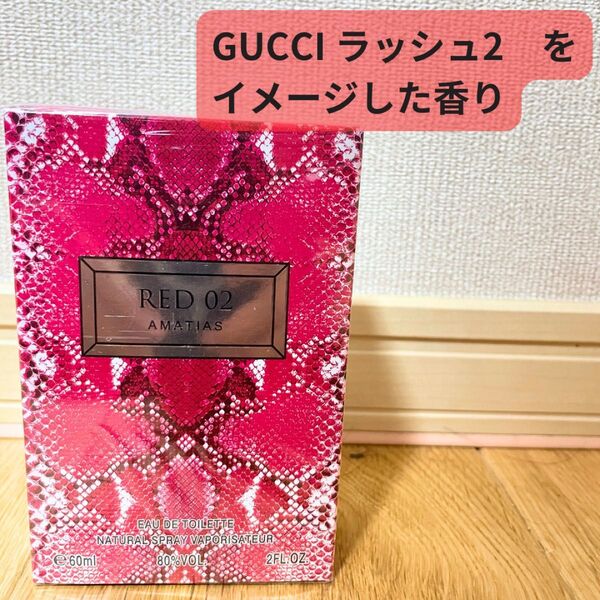 GUCCI ラッシュ2　を
イメージした香り
RED 02
AMATIAS
EAU DE TOILETTE
NATURAL SPRAY VAPORISATEUR
℮60ml 80%VOL. 2FL.OZ.